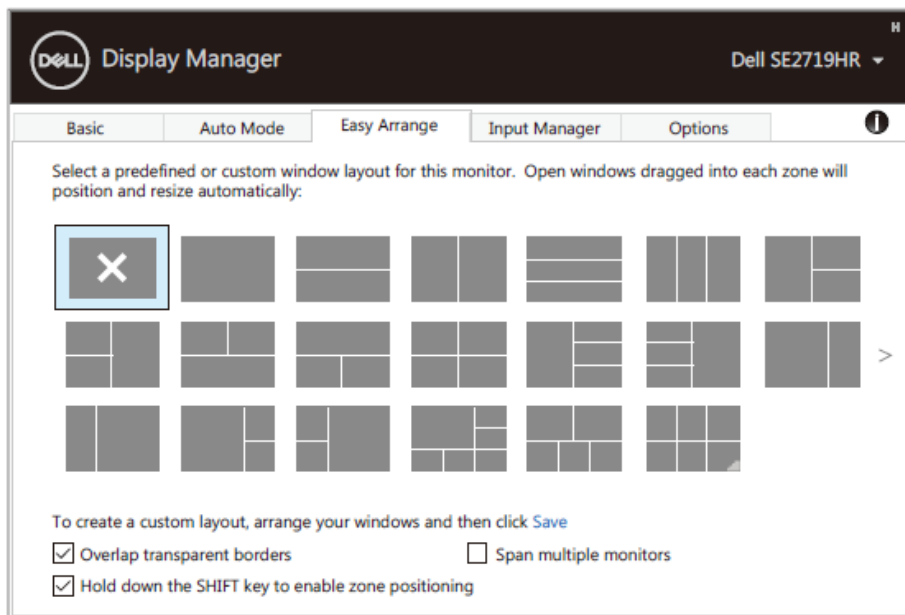 H
DELL Display Manager Dell SE2719HR
Basic Auto Mode Easy Arrange Input Manager Options
Select a predefined or custom window layout for this monitor. Open windows dragged into each zone will
position and resize automatically:
>
To create a custom layout, arrange your windows and then click Save
Overlap transparent borders Span multiple monitors
Hold down the SHIFT key to enable zone positioning